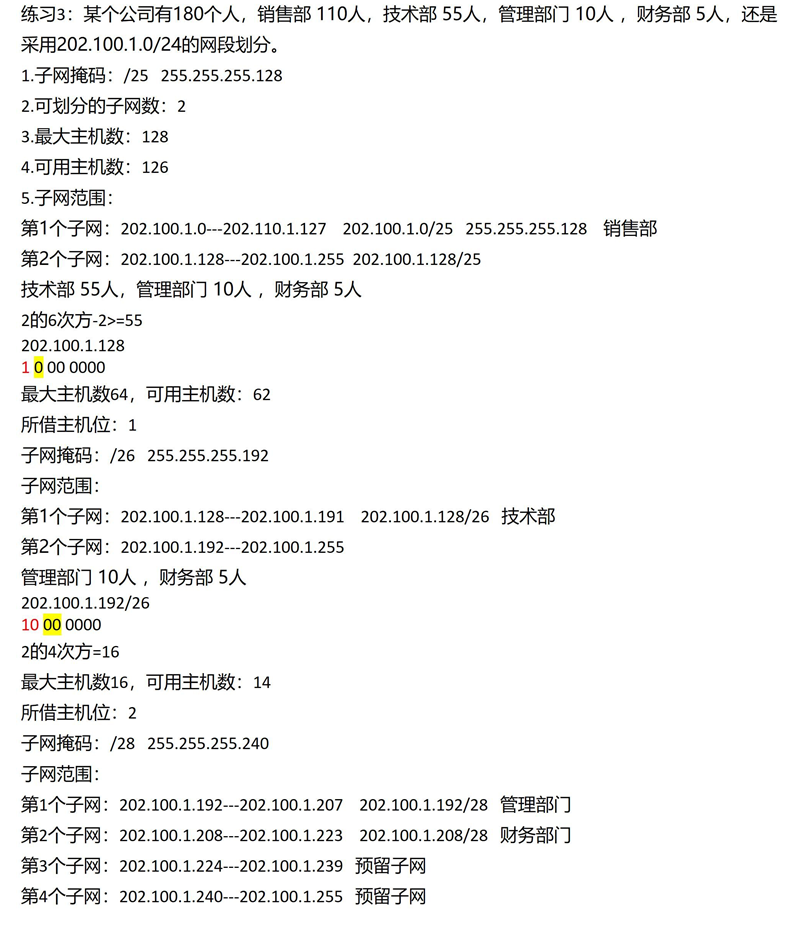 练习3：某个公司有180个人，销售部 110人，技术部 55人，管理部门 10人 ，财务部 5人，还是
采用202.100.1.0/24的网段划分。
1.子网掩码：/25 255.255.255.128
2.可划分的子网数：2
3.最大主机数：128
4.可用主机数：126
5.子网范围：
第1个子网：202.100.1.0---202.110.1.127 202.100.1.0/25 255.255.255.128 销售部
第2个子网：202.100.1.128---202.100.1.255 202.100.1.128/25
技术部 55人，管理部门 10人 ，财务部 5人
2的6次方-2>=55
202.100.1.128
1 0 00 0000
最大主机数64，可用主机数：62
所借主机位：1
子网掩码：/26 255.255.255.192
子网范围：
第1个子网：202.100.1.128---202.100.1.191 202.100.1.128/26 技术部
第2个子网：202.100.1.192---202.100.1.255
管理部门 10人 ，财务部 5人
202.100.1.192/26
10 00 0000
2的4次方=16
最大主机数16，可用主机数：14
所借主机位：2
子网掩码：/28 255.255.255.240
子网范围：
第1个子网：202.100.1.192---202.100.1.207 202.100.1.192/28 管理部门
第2个子网：202.100.1.208---202.100.1.223 202.100.1.208/28 财务部门
第3个子网：202.100.1.224---202.100.1.239 预留子网
第4个子网：202.100.1.240---202.100.1.255 预留子网